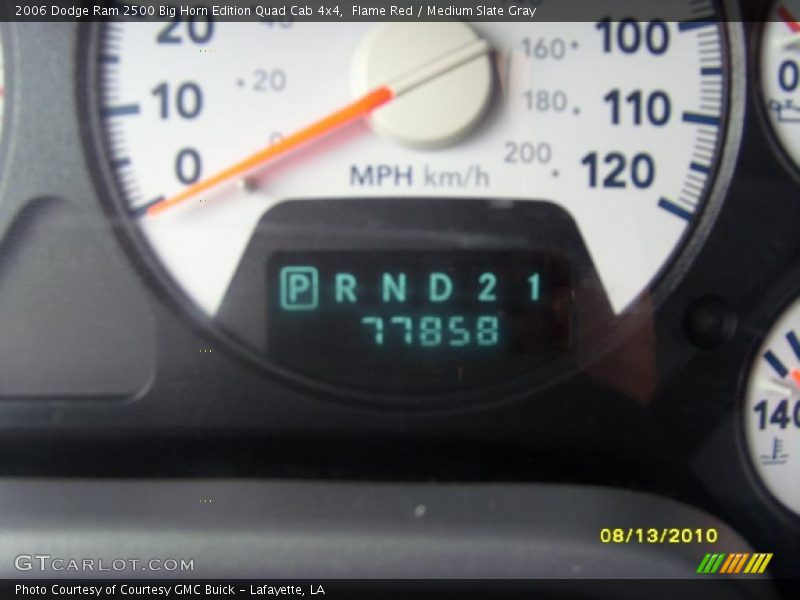 2006 Dodge Ram 2500 Big Horn Edition Quad Cab 4x4, Flame Red / Medium Slate Gray
20 160 100
10 20 180 110 0
0 0 200 120
MPH km/h
P R N D 2 1
77858
140
08/13/2010
GTCARLOT.COM
Photo Courtesy of Courtesy GMC Buick - Lafayette, LA